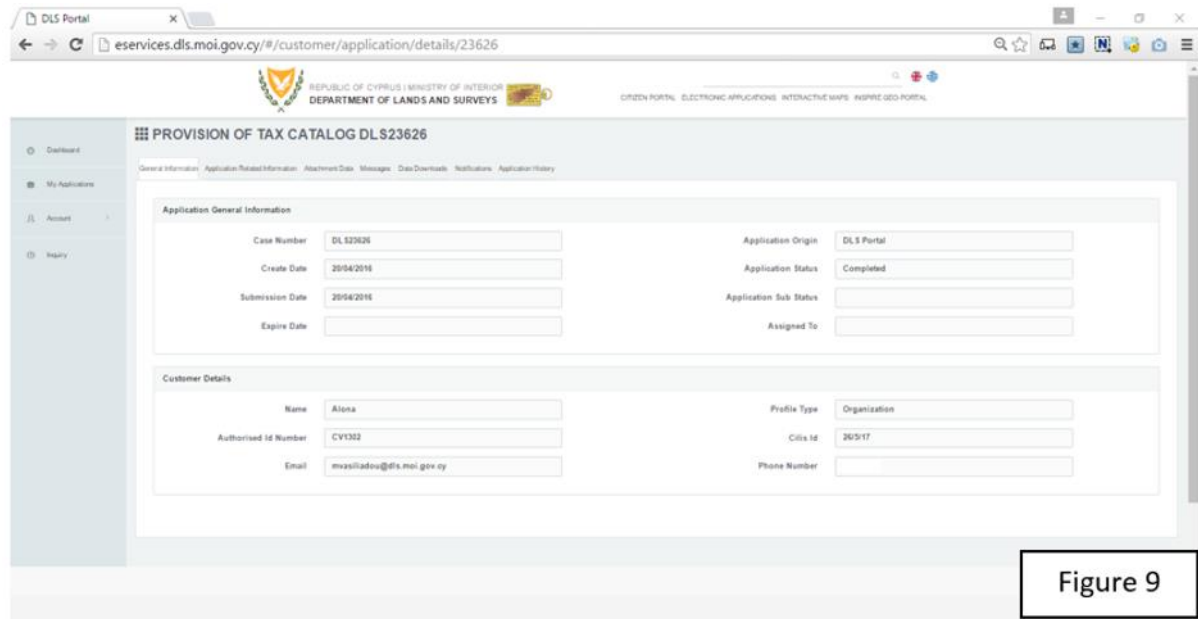 DLS Portal
eservices.dls.moi.gov.cy/#/customer/application/details/23626
REPUBLIC OF CYPRUS | MINISTRY OF INTERIOR
DEPARTMENT OF LANDS AND SURVEYS
CITIZEN PORTAL ELECTRONIC APPLICATIONS INTERACTIVE MAPS INSPIRE GEO-PORTAL
PROVISION OF TAX CATALOG DLS23626
Dashboard
My Applications
Account
Inquiry
General Information Application Related Information Attachment Data Messages Data Downloads Notifications Application History
Application General Information
Case Number DLS23626 Application Origin DLS Portal
Create Date 20/04/2016 Application Status Completed
Submission Date 20/04/2016 Application Sub Status
Expire Date Assigned To
Customer Details
Name Alona Profile Type Organization
Authorised Id Number CV1302 Cilis Id 26/5/17
Email mvasiliadou@dls.moi.gov.cy Phone Number
Figure 9